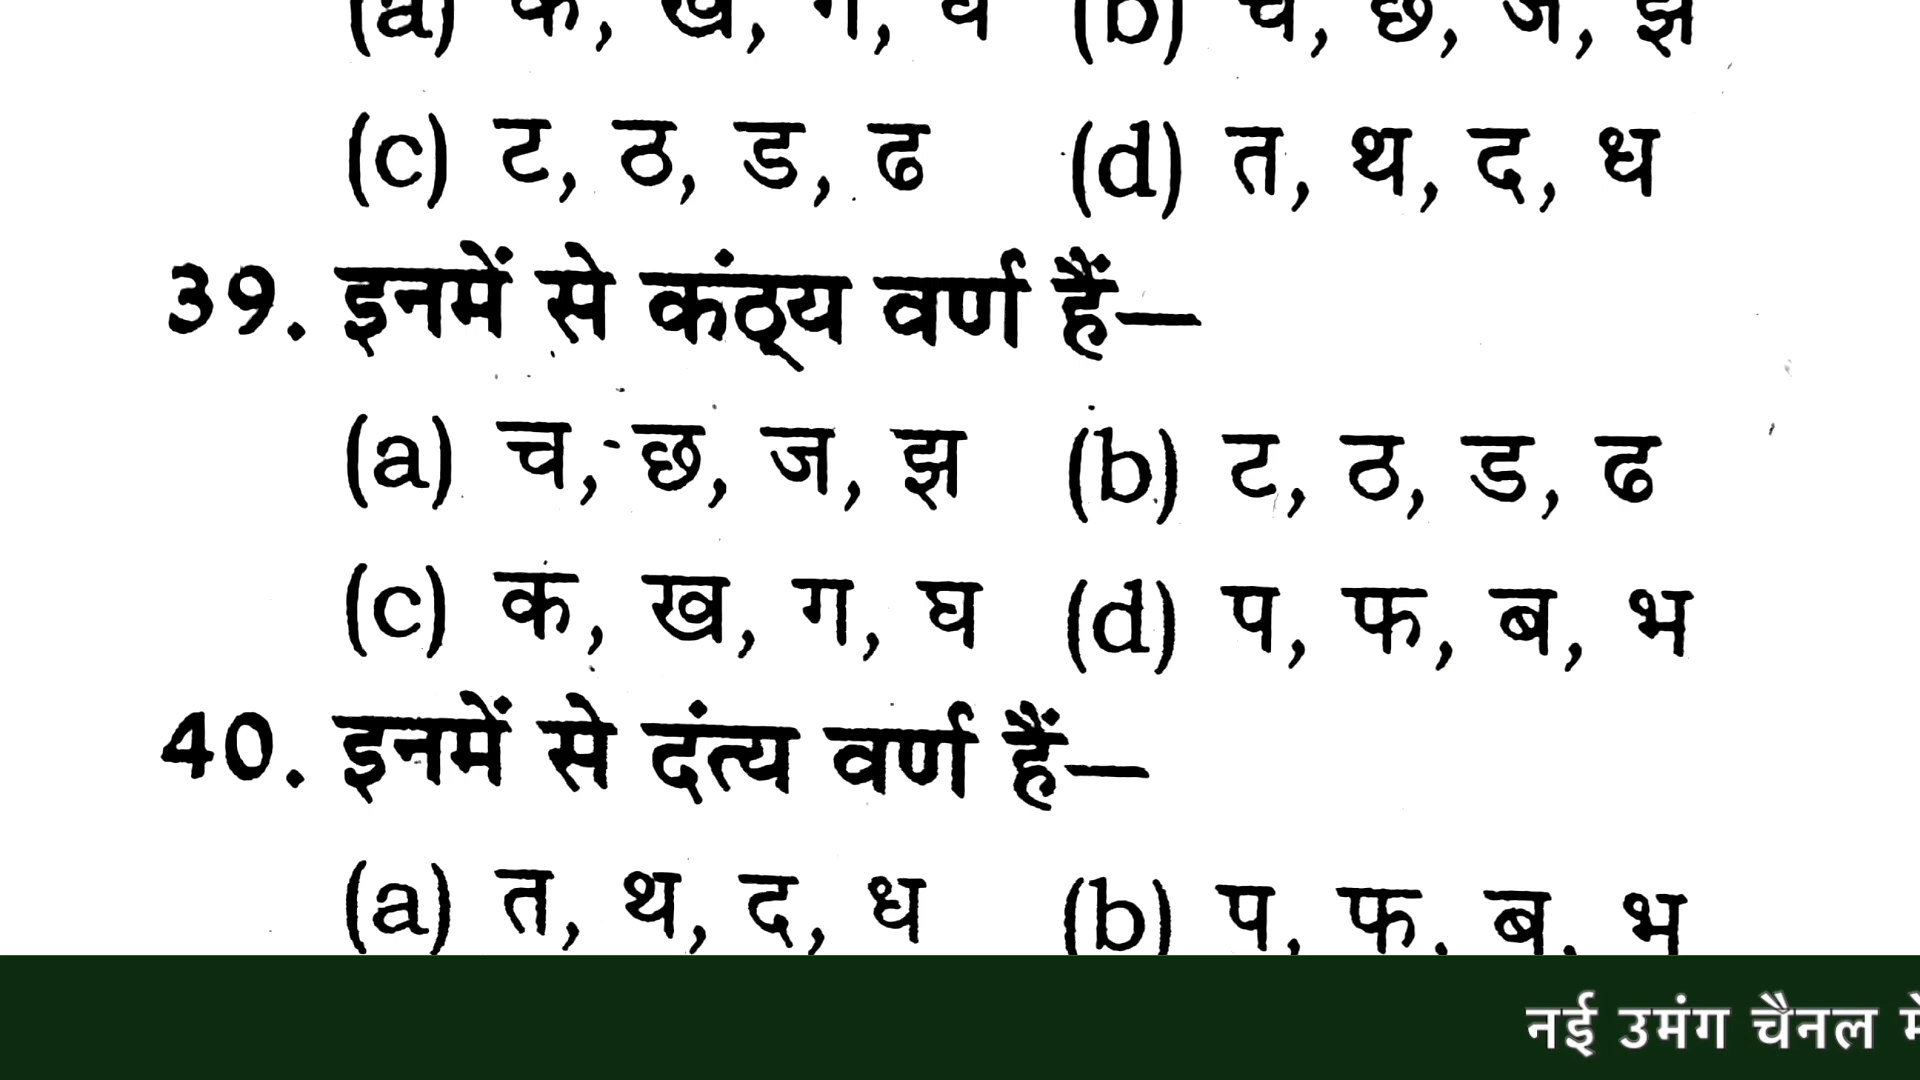 (a) क, ख, ग, घ (b) च, छ, ज, झ
(c) ट, ठ, ड, ढ (d) त, थ, द, ध
39. इनमें से कंठ्य वर्ण हैं—
(a) च, छ, ज, झ (b) ट, ठ, ड, ढ
(c) क, ख, ग, घ (d) प, फ, ब, भ
40. इनमें से दंत्य वर्ण हैं—
(a) त, थ, द, ध (b) प, फ, ब, भ
नई उमंग चैनल